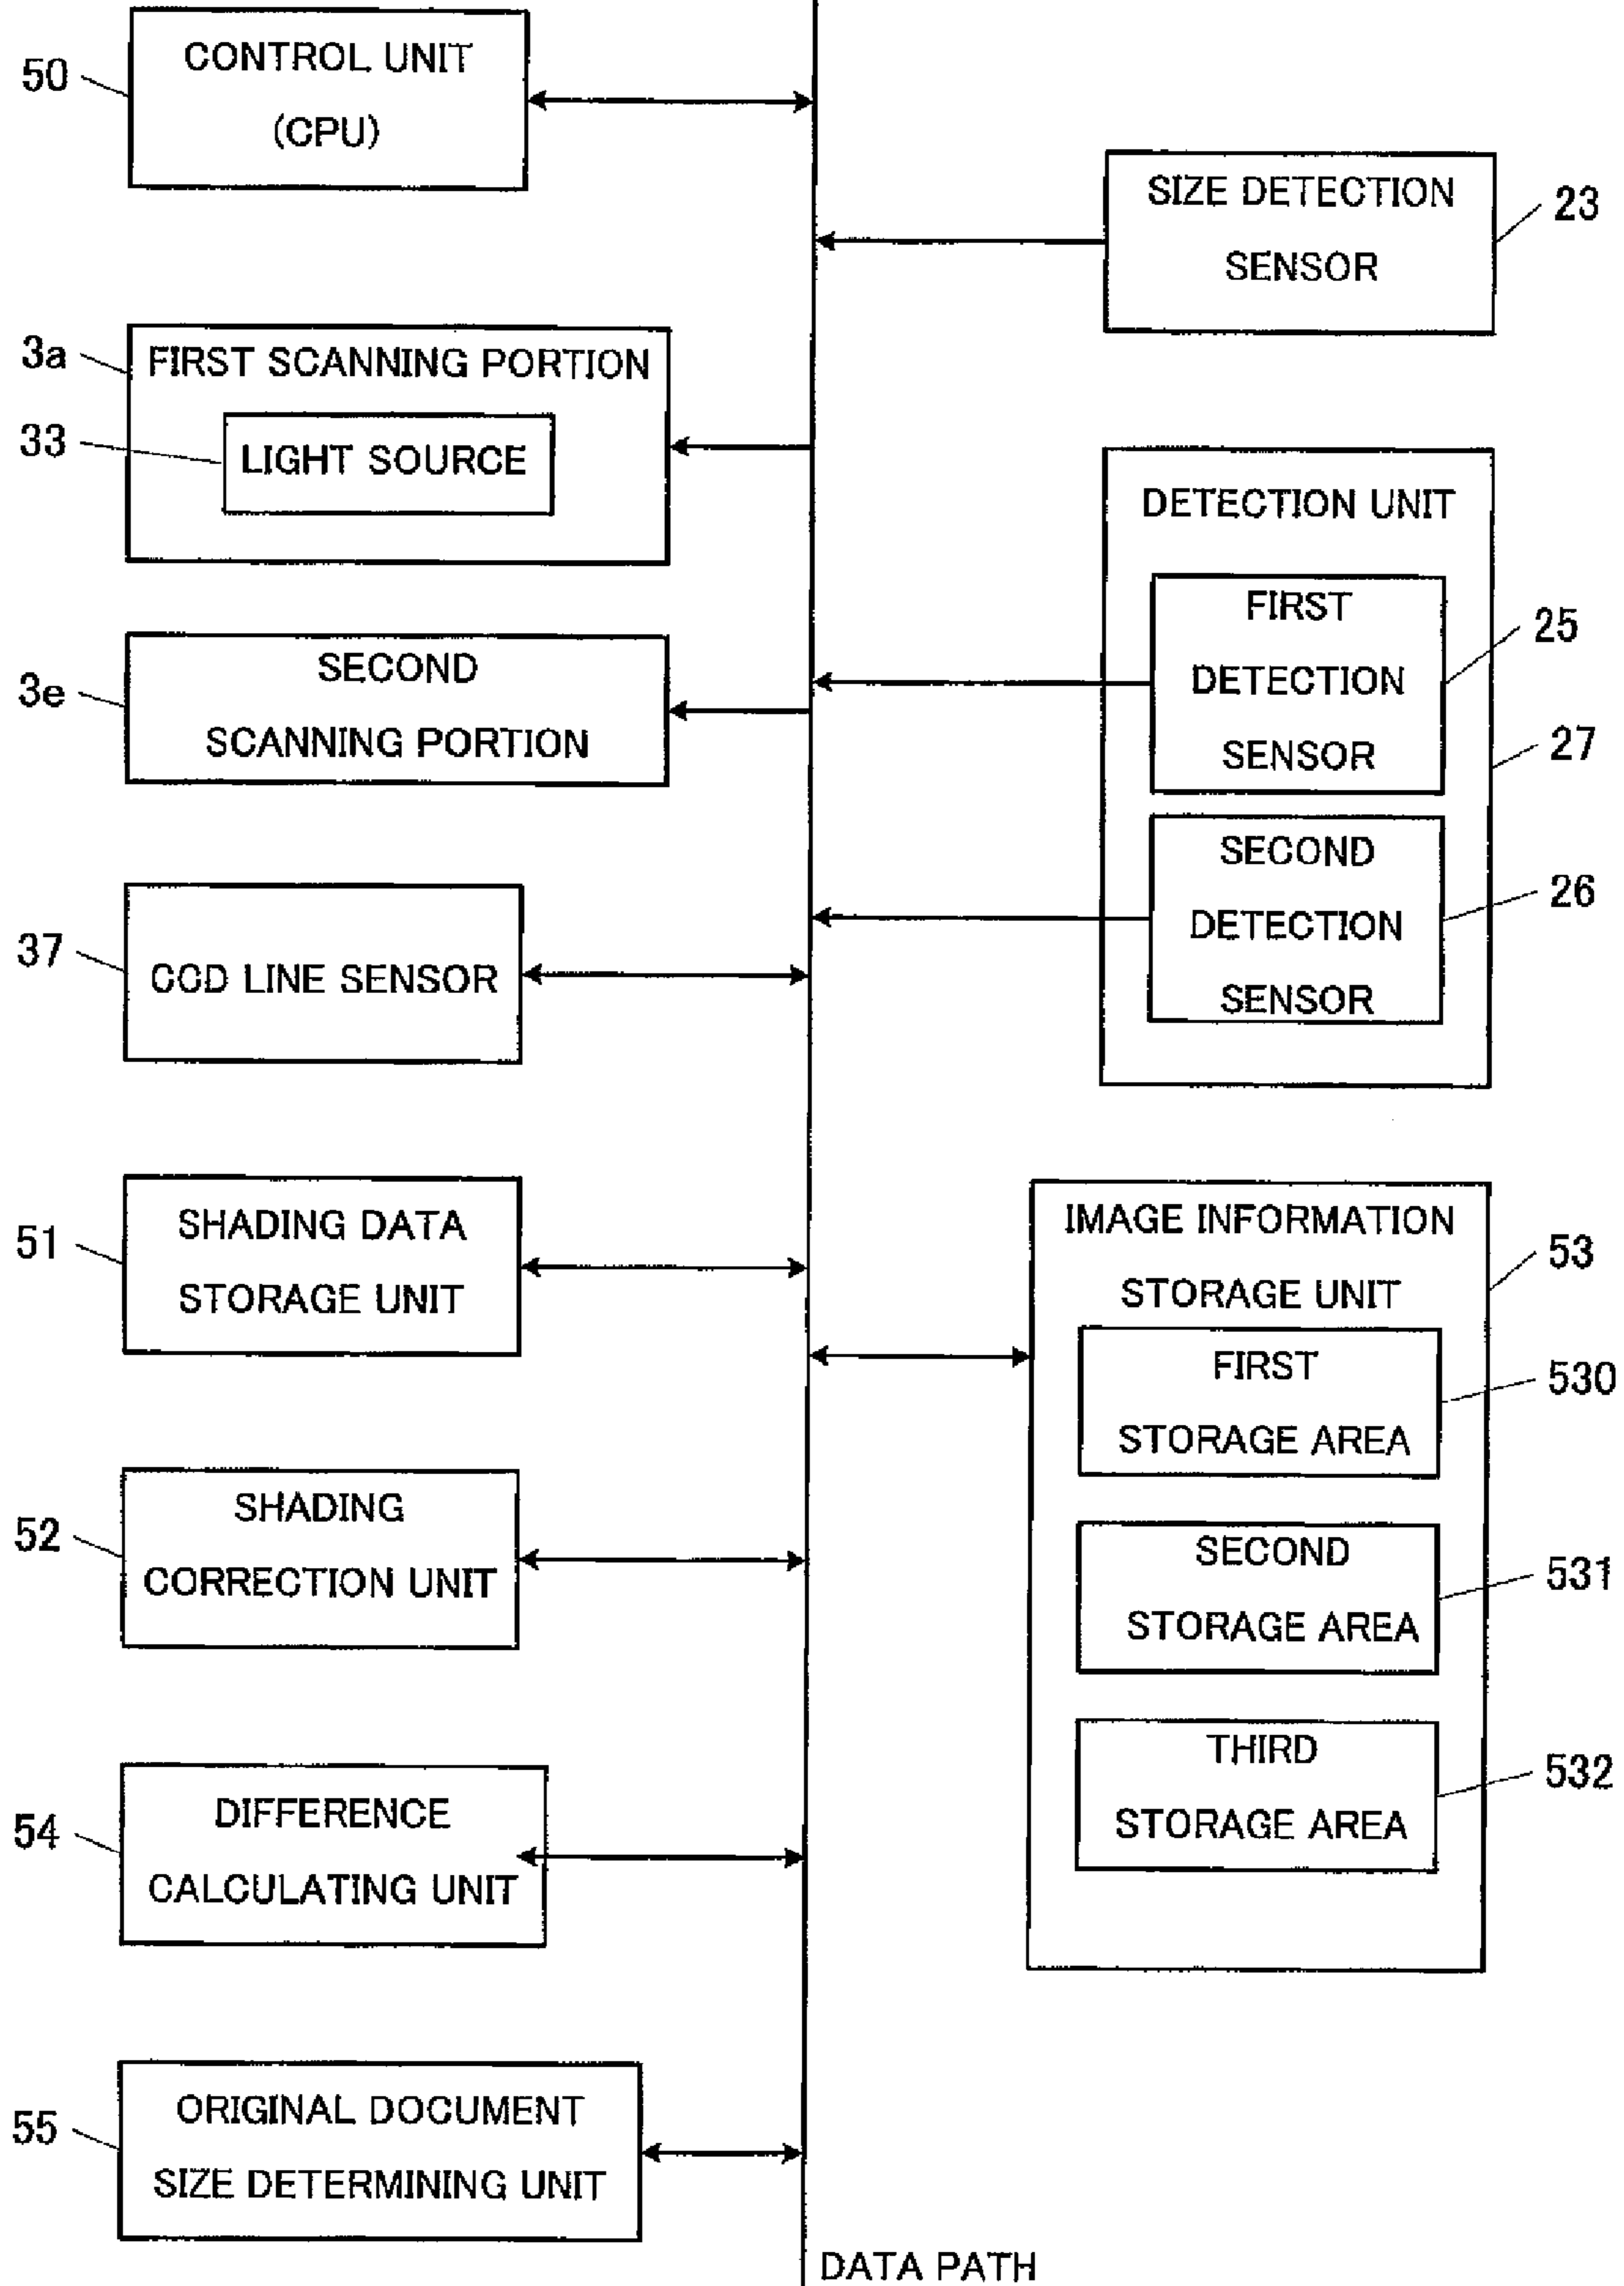 50
CONTROL UNIT
(CPU)
SIZE DETECTION
SENSOR
23
3a
FIRST SCANNING PORTION
33
LIGHT SOURCE
DETECTION UNIT
FIRST
DETECTION
SENSOR
25
27
3e
SECOND
SCANNING PORTION
SECOND
DETECTION
SENSOR
26
37
CCD LINE SENSOR
51
SHADING DATA
STORAGE UNIT
IMAGE INFORMATION
STORAGE UNIT
53
FIRST
STORAGE AREA
530
52
SHADING
CORRECTION UNIT
SECOND
STORAGE AREA
531
THIRD
STORAGE AREA
532
54
DIFFERENCE
CALCULATING UNIT
55
ORIGINAL DOCUMENT
SIZE DETERMINING UNIT
DATA PATH